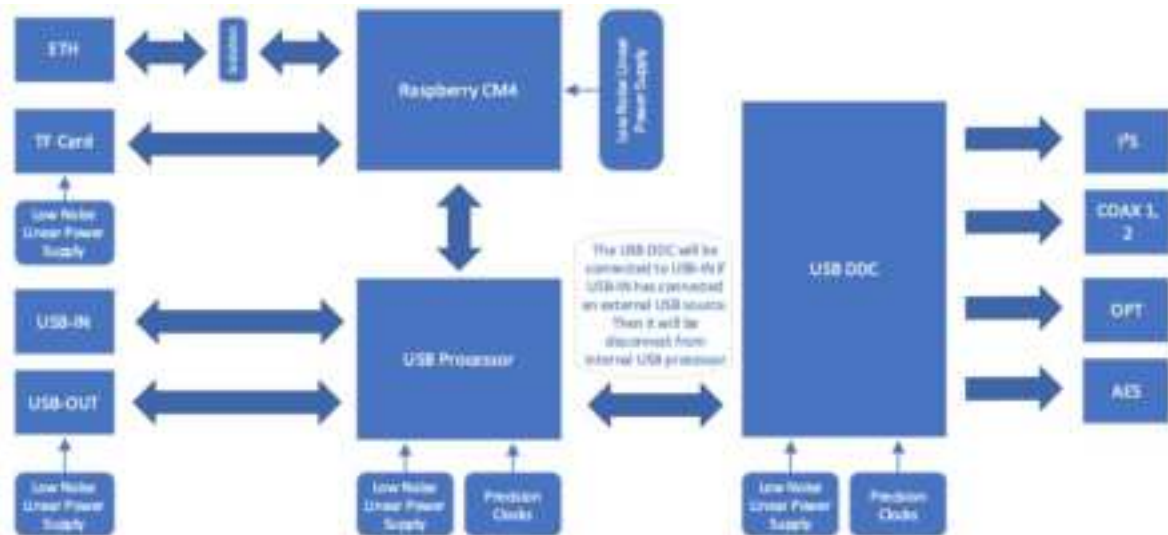 ETH
Isolation
Raspberry CM4
Low Noise Linear
Power Supply
TF Card
Low Noise
Linear Power
Supply
I²S
COAX 1,
2
USB DDC
The USB DDC will be
connected to USB-IN if
USB-IN has connected
an external USB source.
Then it will be
disconnect from
internal USB processor
USB-IN
USB Processor
OPT
USB-OUT
AES
Low Noise
Linear Power
Supply
Low Noise
Linear Power
Supply
Precision
Clocks
Low Noise
Linear Power
Supply
Precision
Clocks